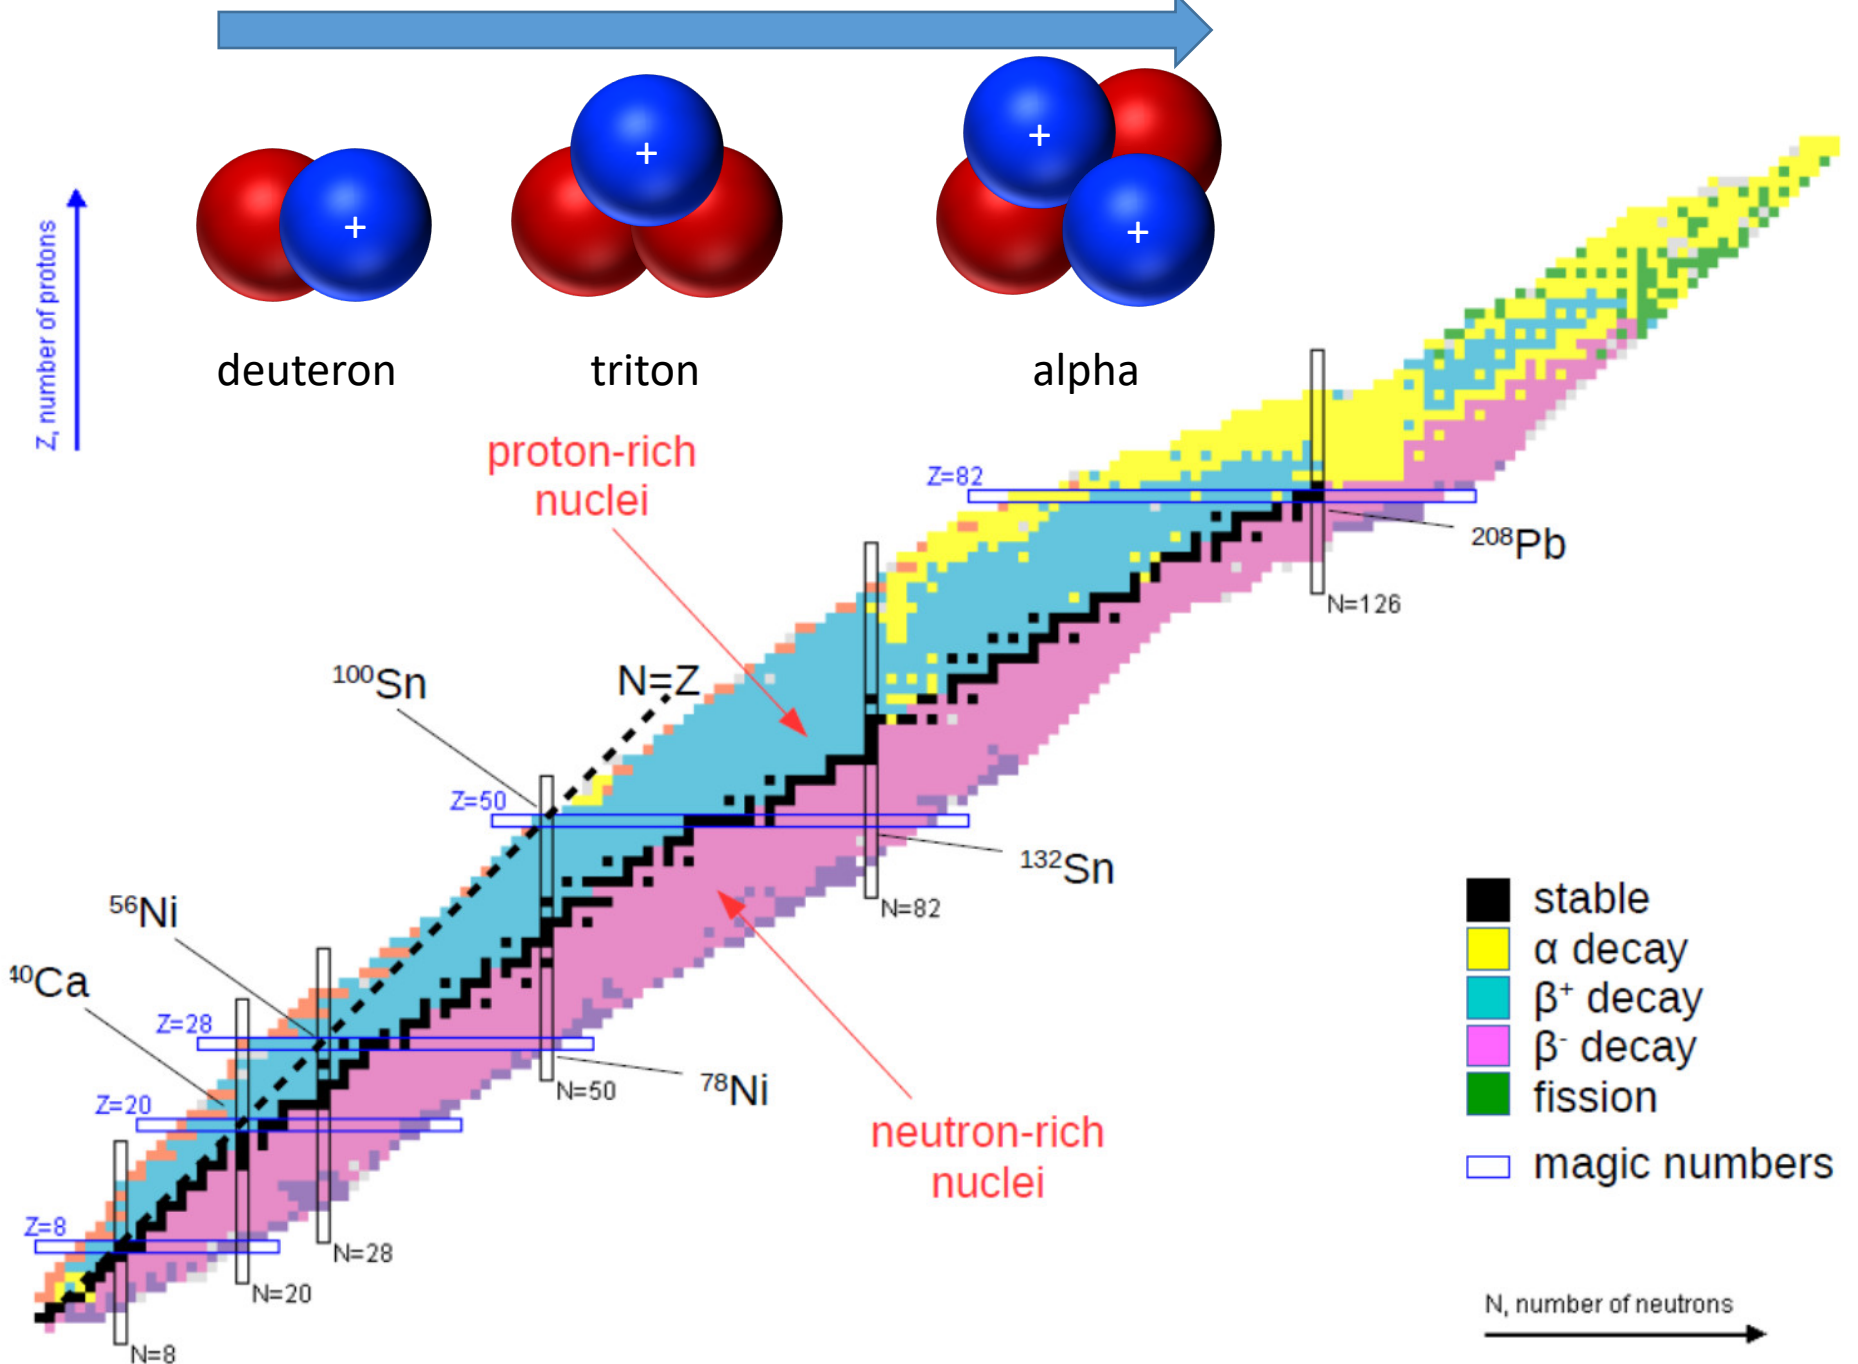 +
+
+
+
deuteron
triton
alpha
Z, number of protons
proton-rich
nuclei
Z=82
208Pb
N=126
100Sn
N=Z
Z=50
132Sn
N=82
56Ni
40Ca
Z=28
78Ni
N=50
Z=20
neutron-rich
nuclei
Z=8
N=28
N=20
N=8
stable
α decay
β⁺ decay
β⁻ decay
fission
magic numbers
N, number of neutrons